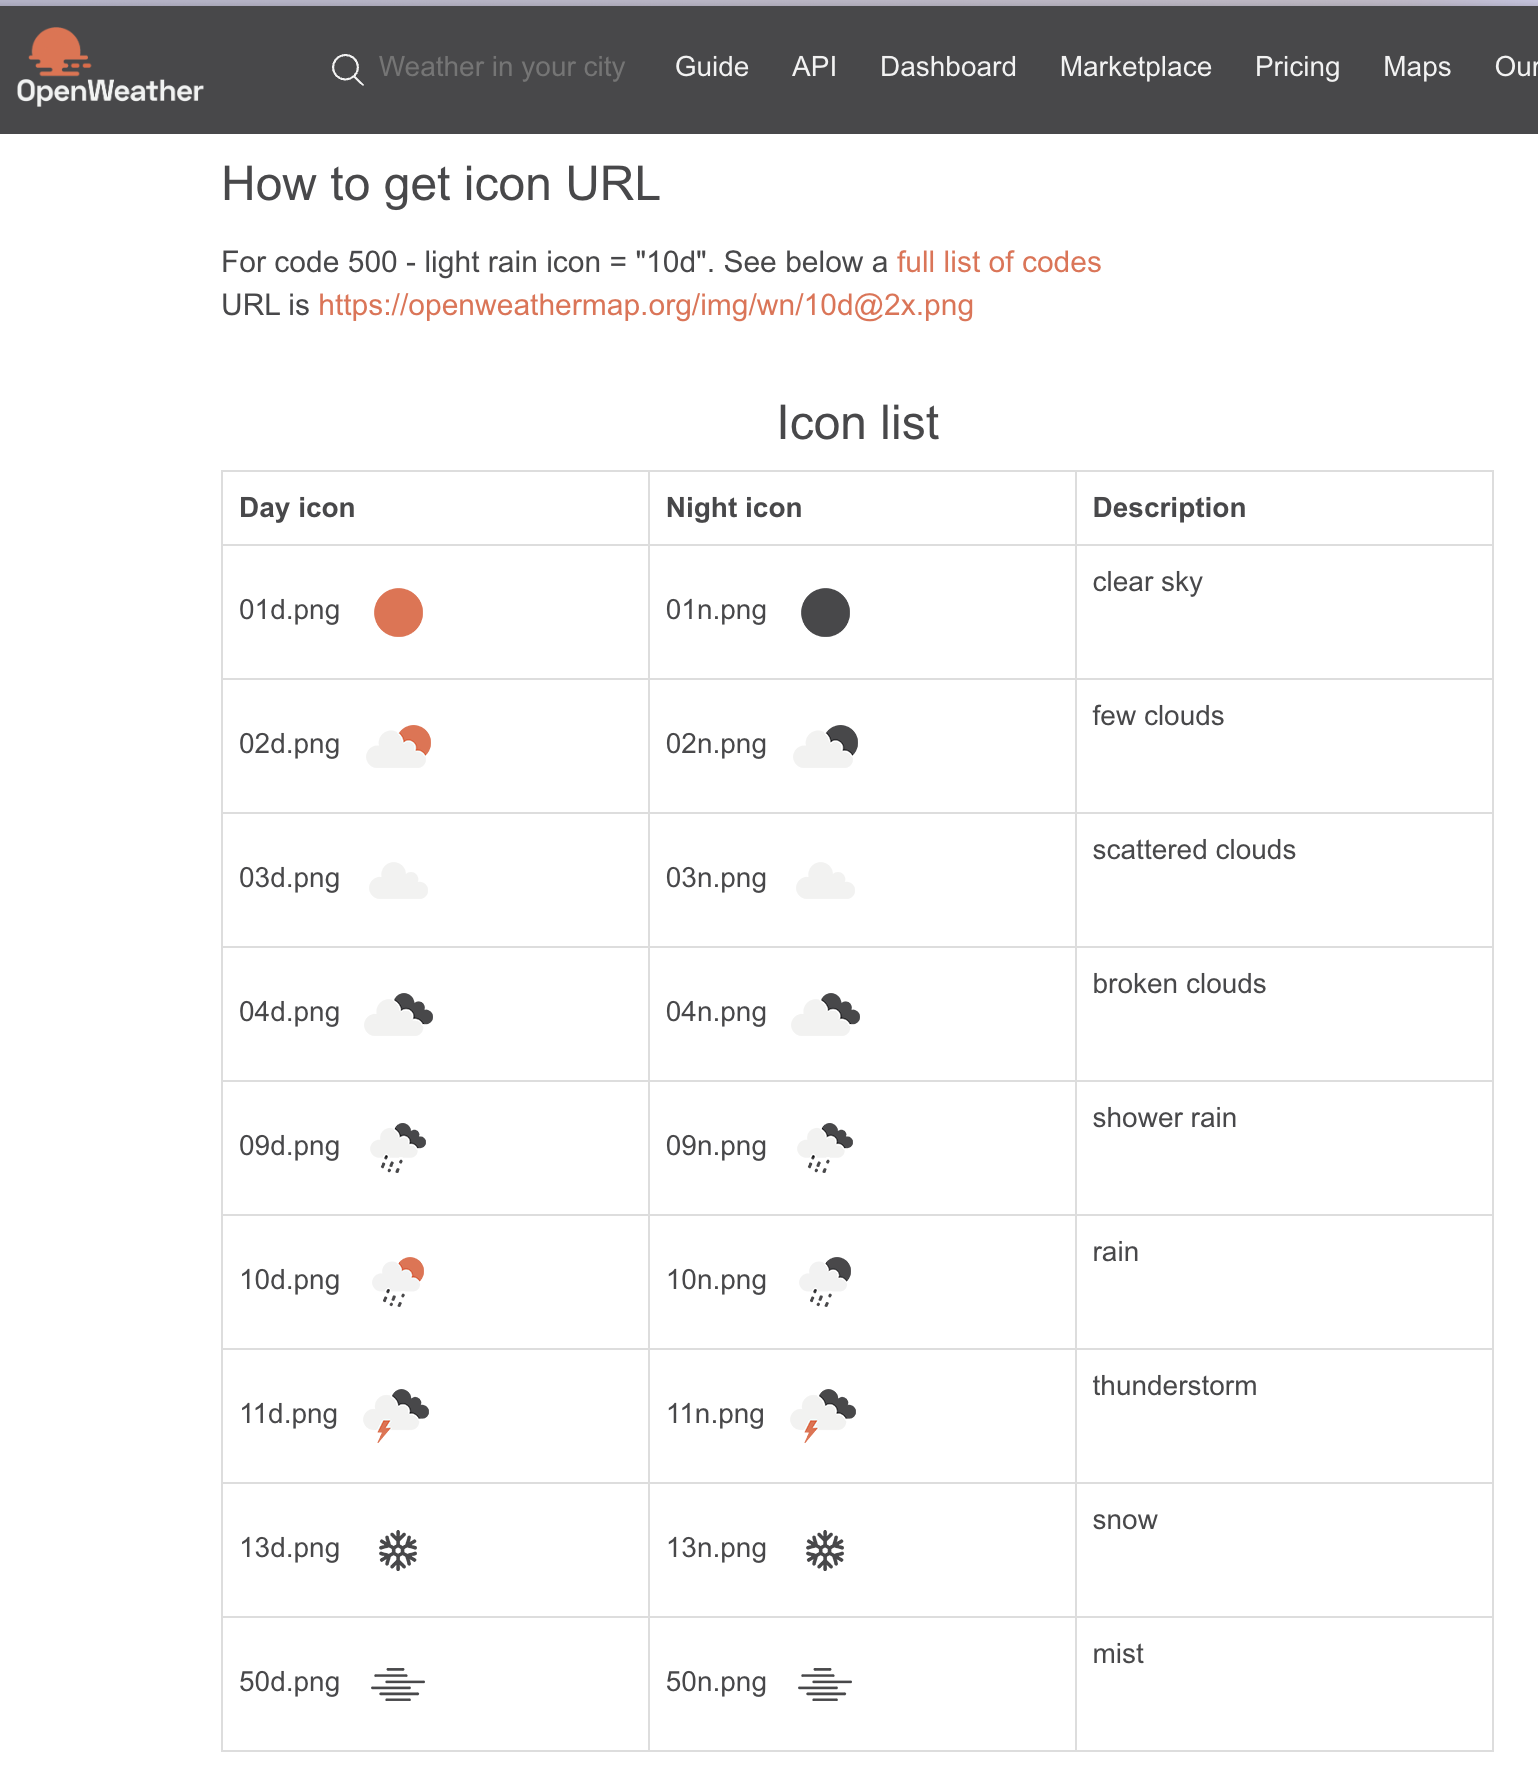 OpenWeather
Weather in your city Guide API Dashboard Marketplace Pricing Maps Our
How to get icon URL
For code 500 - light rain icon = "10d". See below a full list of codes
URL is https://openweathermap.org/img/wn/10d@2x.png
Icon list
Day icon Night icon Description
01d.png 01n.png clear sky
02d.png 02n.png few clouds
03d.png 03n.png scattered clouds
04d.png 04n.png broken clouds
09d.png 09n.png shower rain
10d.png 10n.png rain
11d.png 11n.png thunderstorm
13d.png 13n.png snow
50d.png 50n.png mist